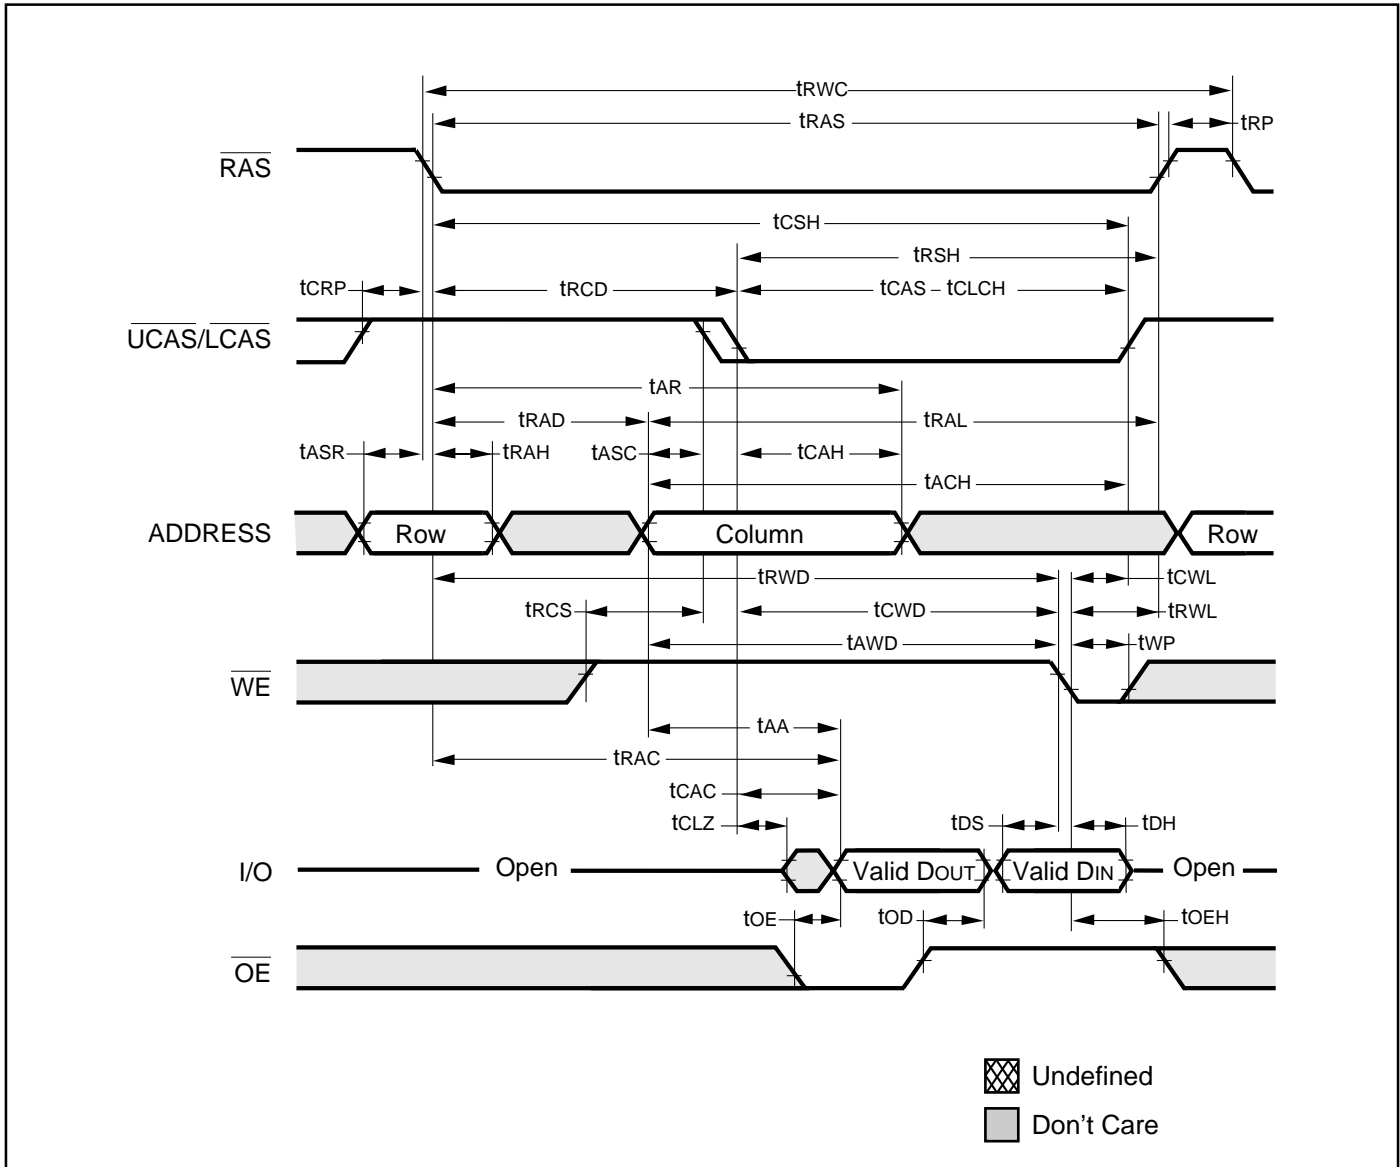 tRWC
tRAS
tRP
RAS
tCSH
tRSH
tCRP
tRCD
tCAS – tCLCH
UCAS/LCAS
tAR
tRAD
tRAL
tASR
tRAH
tASC
tCAH
tACH
ADDRESS
Row
Column
Row
tRWD
tCWL
tRCS
tCWD
tRWL
tAWD
tWP
WE
tAA
tRAC
tCAC
tCLZ
tDS
tDH
I/O
Open
Valid DOUT
Valid DIN
Open
tOE
tOD
tOEH
OE
Undefined
Don't Care